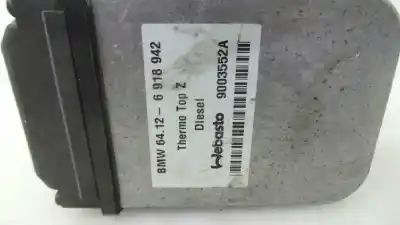 BMW 64.12- 6 918 942
Thermo Top Z
Diesel
Webasto 9003552A